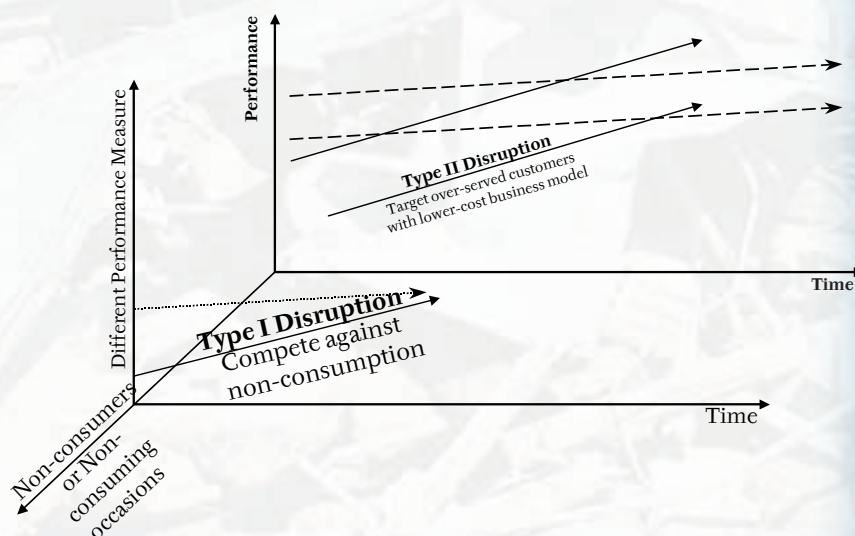 Performance
Different Performance Measure
Type II Disruption
Target over-served customers
with lower-cost business model
Time
Type I Disruption
Compete against
non-consumption
Time
Non-consumers
or Non-
consuming
occasions